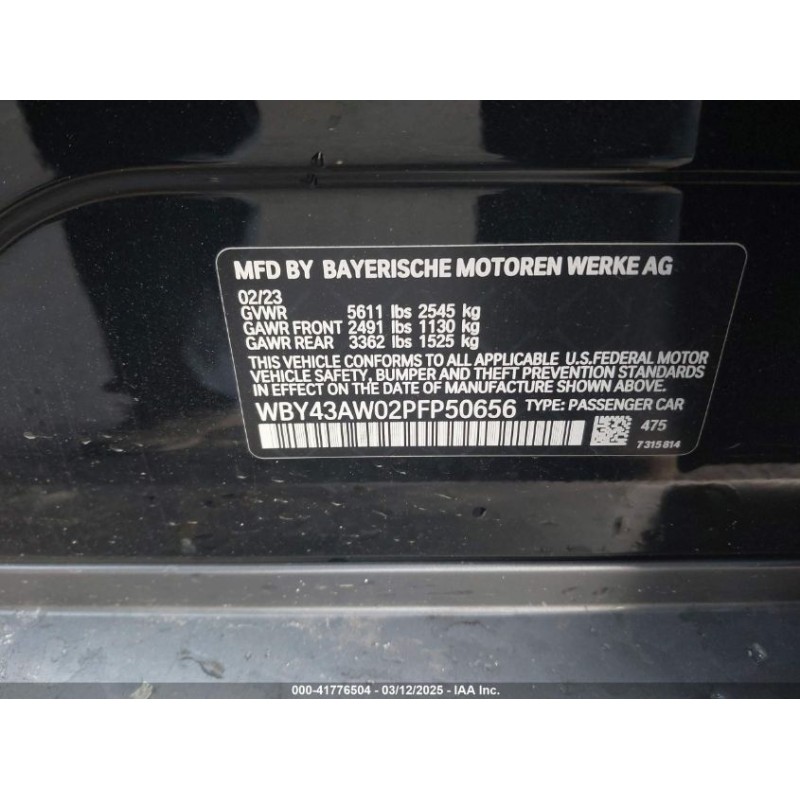 MFD BY BAYERISCHE MOTOREN WERKE AG
02/23
GVWR 5611 lbs 2545 kg
GAWR FRONT 2491 lbs 1130 kg
GAWR REAR 3362 lbs 1525 kg
THIS VEHICLE CONFORMS TO ALL APPLICABLE U.S.FEDERAL MOTOR
VEHICLE SAFETY, BUMPER AND THEFT PREVENTION STANDARDS
IN EFFECT ON THE DATE OF MANUFACTURE SHOWN ABOVE.
WBY43AW02PFP50656 TYPE: PASSENGER CAR
475
7315814
000-41776504 - 03/12/2025 - IAA Inc.